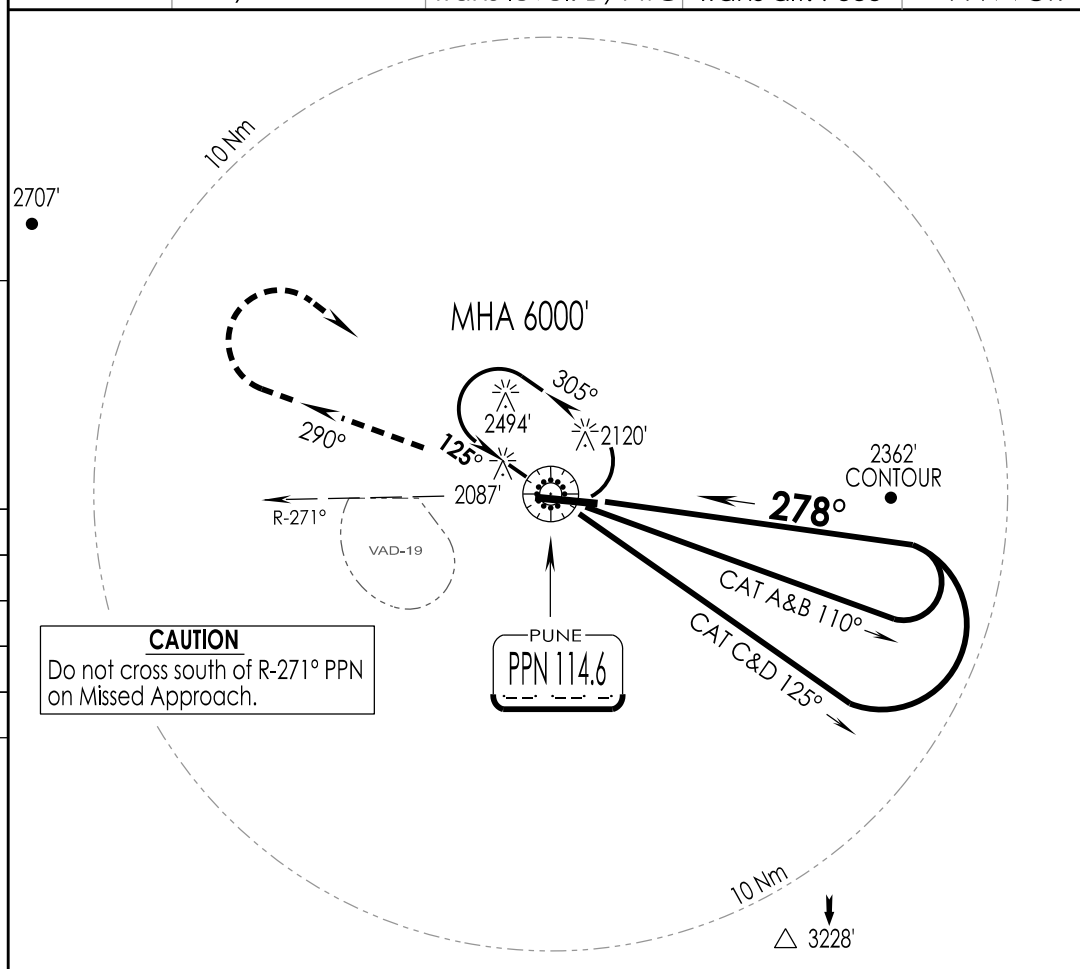 10 Nm
2707'
MHA 6000'
305°
2494'
2120'
290°
125°
2087'
2362'
CONTOUR
278°
R-271°
VAD-19
CAT A&B 110°
CAT C&D 125°
CAUTION
Do not cross south of R-271° PPN
on Missed Approach.
PUNE
PPN 114.6
10 Nm
3228'